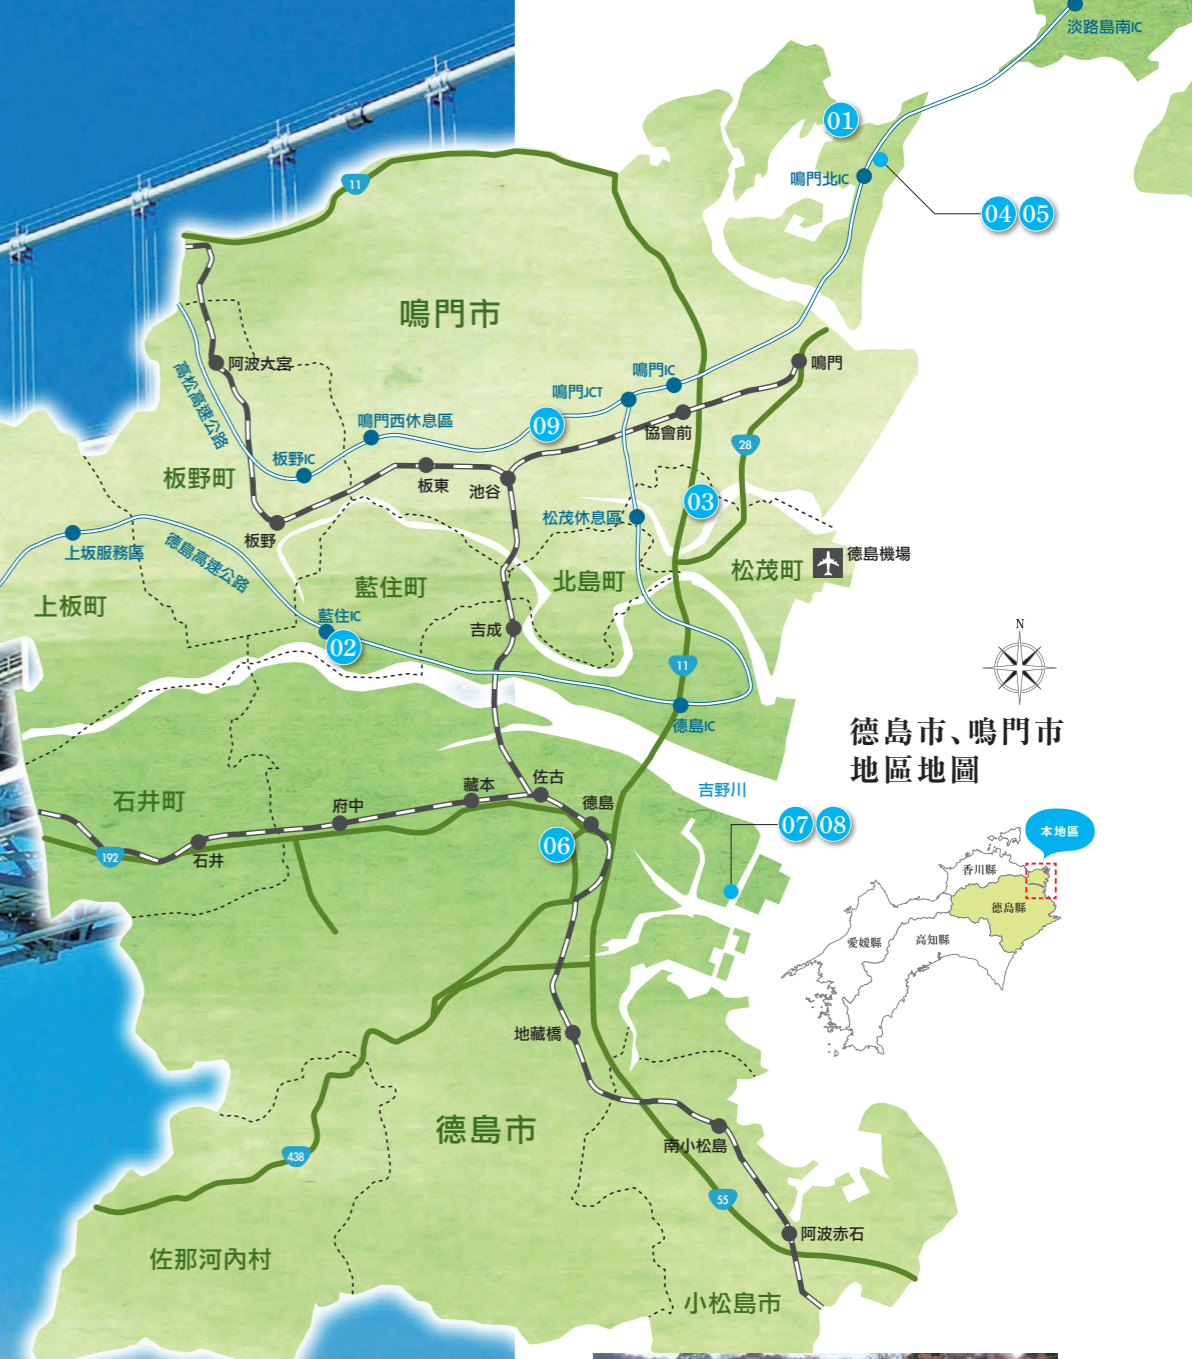 淡路島南IC
01
鳴門北IC
04 05
11
鳴門市
阿波大宮
高松高速公路
鳴門IC
鳴門JCT
鳴門
鳴門西休息區
09
協會前
28
板野IC
板野町
板東
池谷
03
松茂休息區
板野
上坂服務區
德島高速公路
德島機場
松茂町
北島町
藍住町
上板町
藍住IC
02
吉成
11
德島IC
N
德島市、鳴門市
地區地圖
吉野川
石井町
藏本
佐古
德島
府中
石井
192
06
07 08
本地區
香川縣
德島縣
愛媛縣
高知縣
地藏橋
德島市
南小松島
438
55
阿波赤石
佐那河內村
小松島市